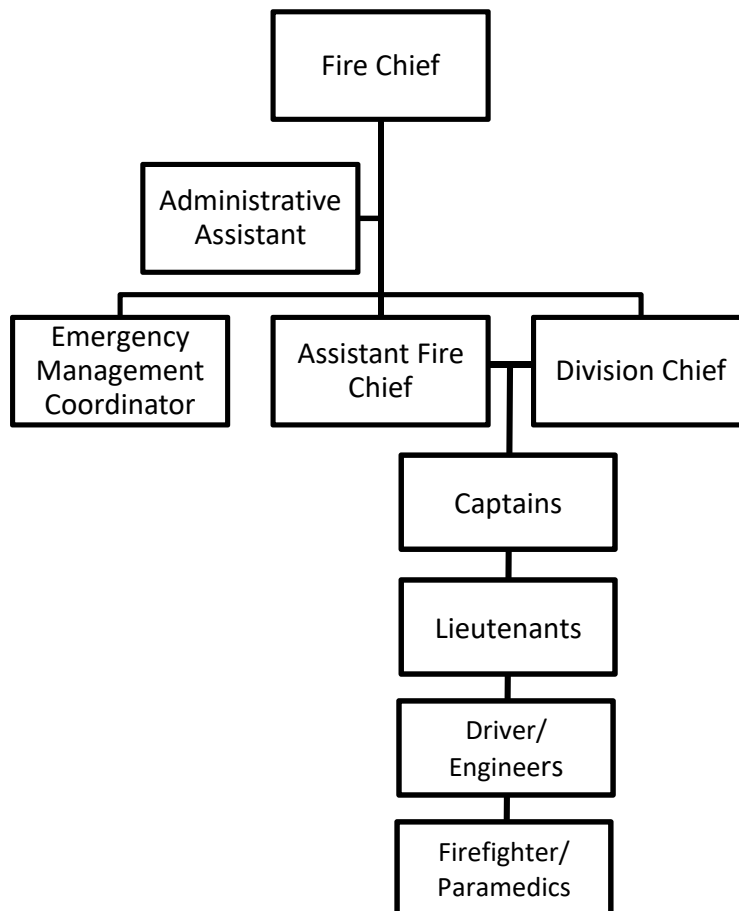 Fire Chief
Administrative
Assistant
Emergency
Management
Coordinator
Assistant Fire
Chief
Division Chief
Captains
Lieutenants
Driver/
Engineers
Firefighter/
Paramedics